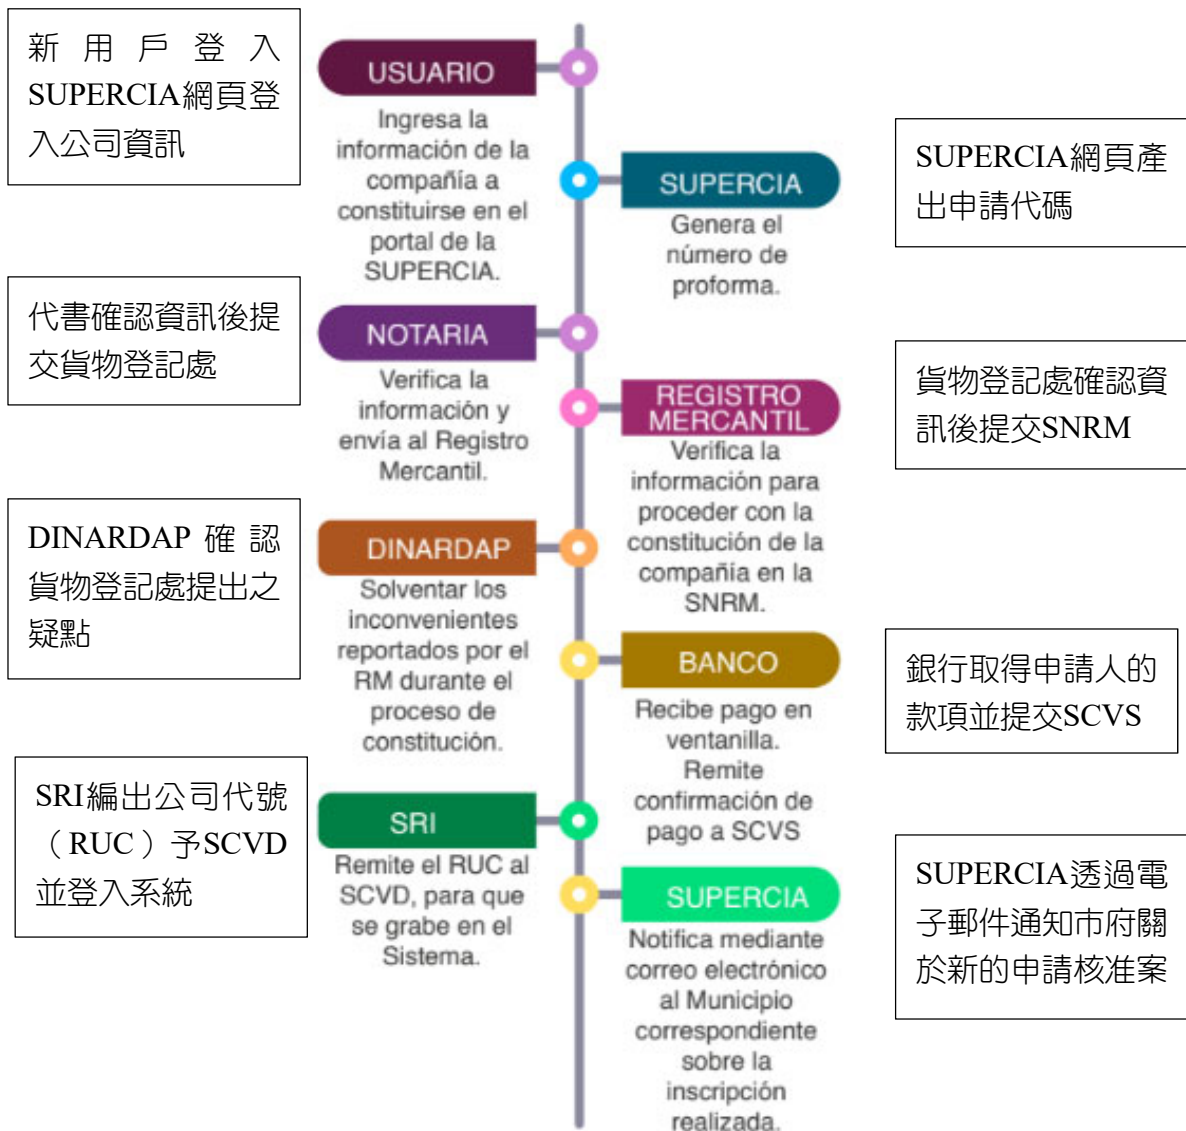 新用戶登入
SUPERCIA網頁登
入公司資訊
USUARIO
Ingresa la
información de la
compañía a
constituirse en el
portal de la
SUPERCIA.
SUPERCIA
Genera el
número de
proforma.
SUPERCIA網頁產
出申請代碼
代書確認資訊後提
交貨物登記處
NOTARIA
Verifica la
información y
envía al Registro
Mercantil.
REGISTRO
MERCANTIL
Verifica la
información para
proceder con la
constitución de la
compañía en la
SNRM.
貨物登記處確認資
訊後提交SNRM
DINARDAP確認
貨物登記處提出之
疑點
DINARDAP
Solventar los
inconvenientes
reportados por el
RM durante el
proceso de
constitución.
BANCO
Recibe pago en
ventanilla.
Remite
confirmación de
pago a SCVS
銀行取得申請人的
款項並提交SCVS
SRI編出公司代號
（RUC）予SCVD
並登入系統
SRI
Remite el RUC al
SCVD, para que
se grabe en el
Sistema.
SUPERCIA
Notifica mediante
correo electrónico
al Municipio
correspondiente
sobre la
inscripción
realizada.
SUPERCIA透過電
子郵件通知市府關
於新的申請核准案